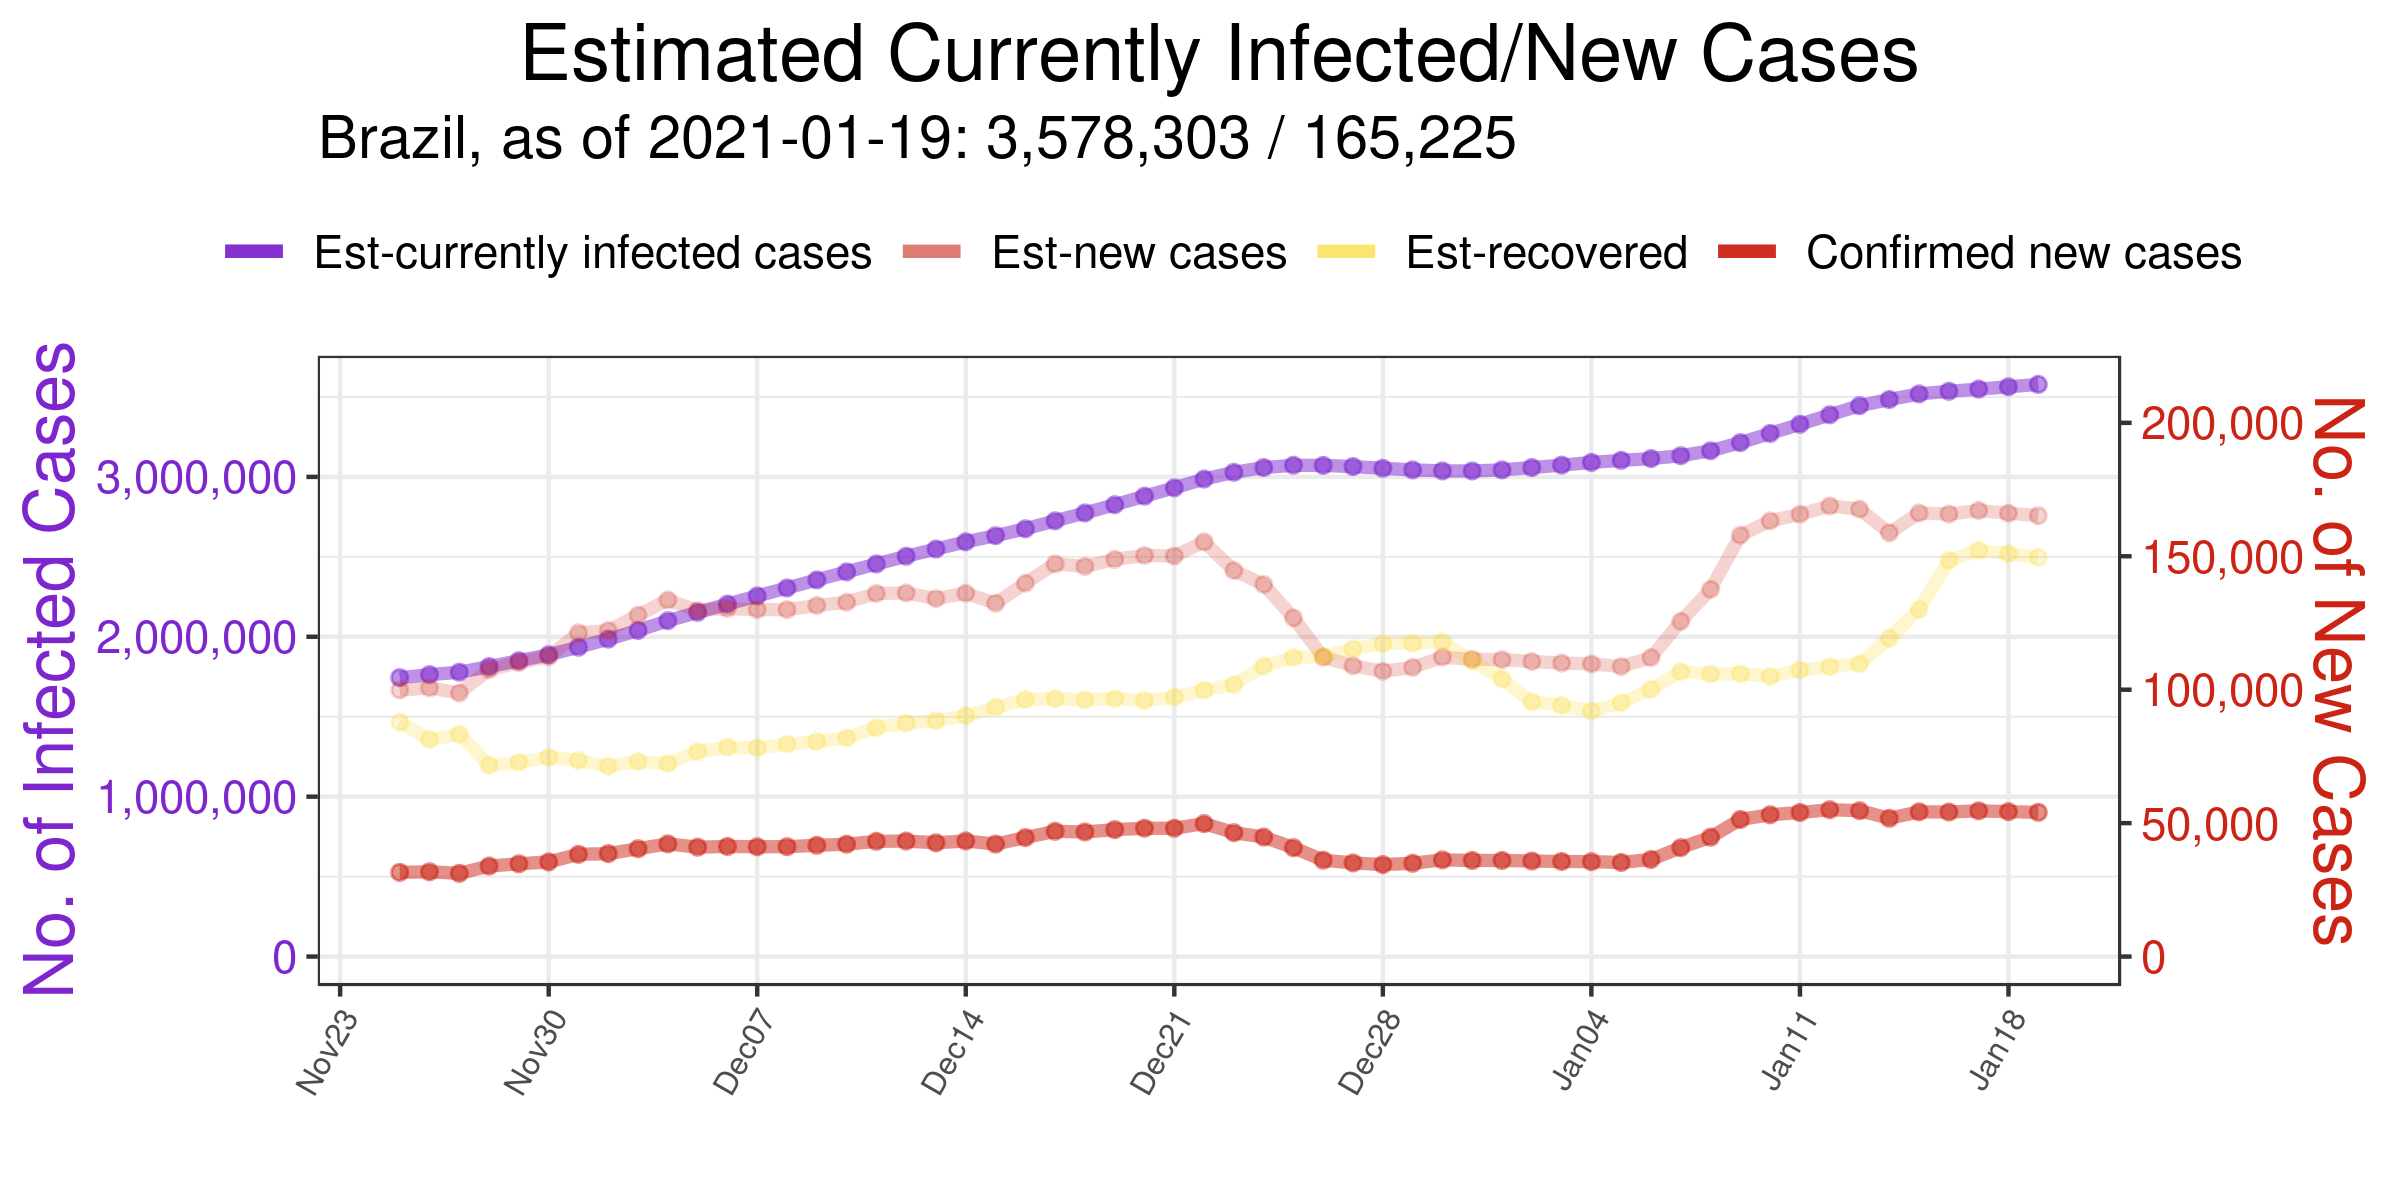 Estimated Currently Infected/New Cases
Brazil, as of 2021-01-19: 3,578,303 / 165,225
Est-currently infected cases Est-new cases Est-recovered Confirmed new cases
No. of Infected Cases
3,000,000
2,000,000
1,000,000
0
200,000
150,000
100,000
50,000
0
No. of New Cases
Nov23 Nov30 Dec07 Dec14 Dec21 Dec28 Jan04 Jan11 Jan18